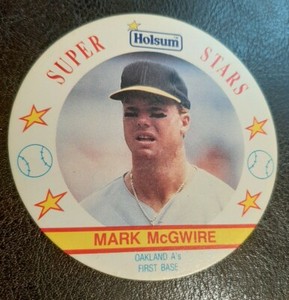 Holsum
SUPER STARS
MARK McGWIRE
OAKLAND A's
FIRST BASE